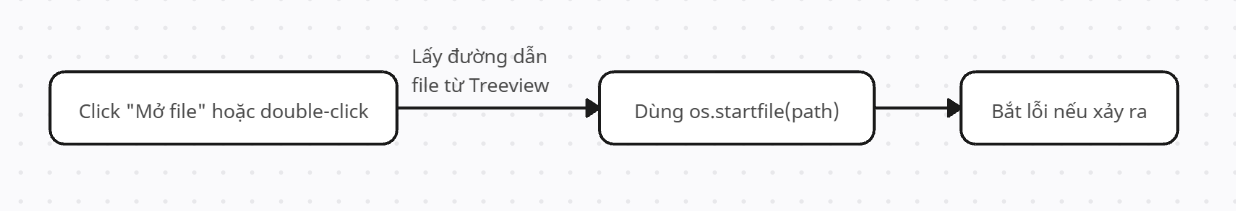 Lấy đường dẫn
file từ Treeview
Click "Mở file" hoặc double-click
Dùng os.startfile(path)
Bắt lỗi nếu xảy ra